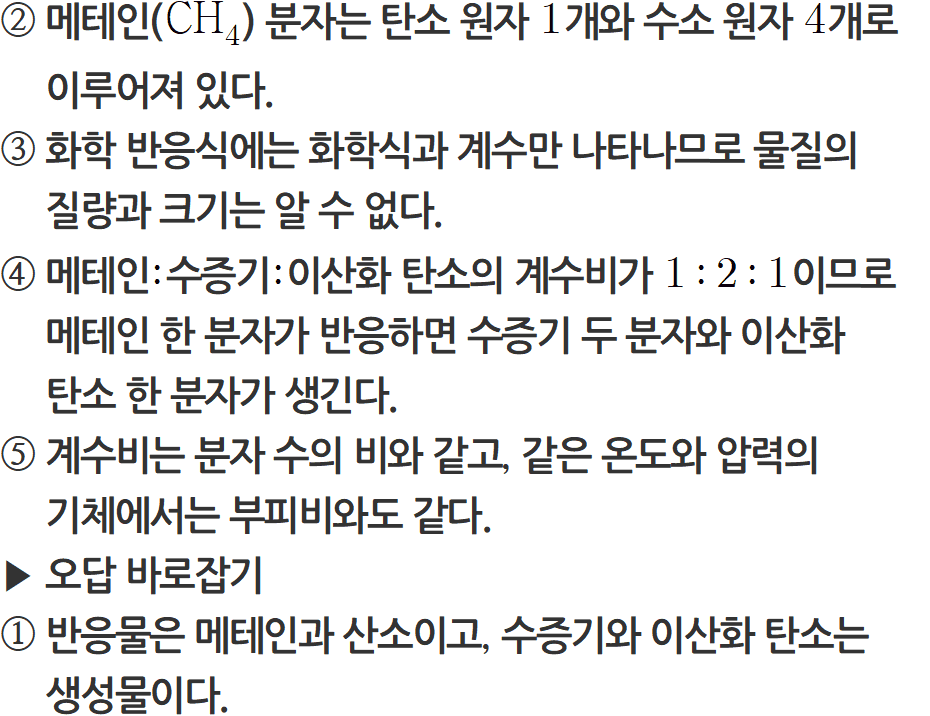 ② 메테인(CH₄) 분자는 탄소 원자 1개와 수소 원자 4개로
이루어져 있다.
③ 화학 반응식에는 화학식과 계수만 나타나므로 물질의
질량과 크기는 알 수 없다.
④ 메테인:수증기:이산화 탄소의 계수비가 1 : 2 : 1이므로
메테인 한 분자가 반응하면 수증기 두 분자와 이산화
탄소 한 분자가 생긴다.
⑤ 계수비는 분자 수의 비와 같고, 같은 온도와 압력의
기체에서는 부피비와도 같다.
▶ 오답 바로잡기
① 반응물은 메테인과 산소이고, 수증기와 이산화 탄소는
생성물이다.